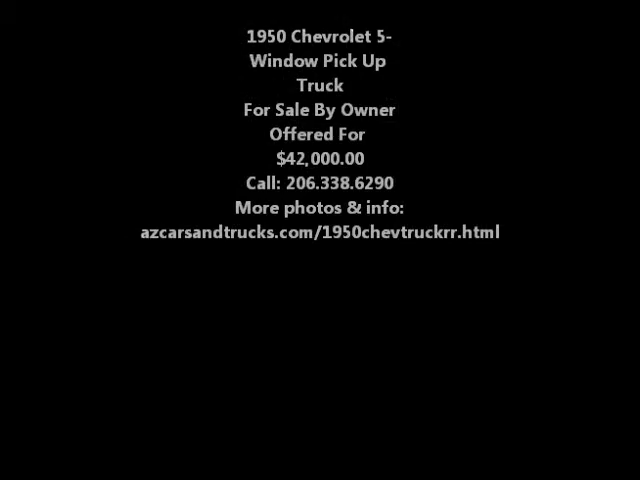 1950 Chevrolet 5-
Window Pick Up
Truck
For Sale By Owner
Offered For
$42,000.00
Call: 206.338.6290
More photos & info:
azcarsandtrucks.com/1950chevtruckrr.html